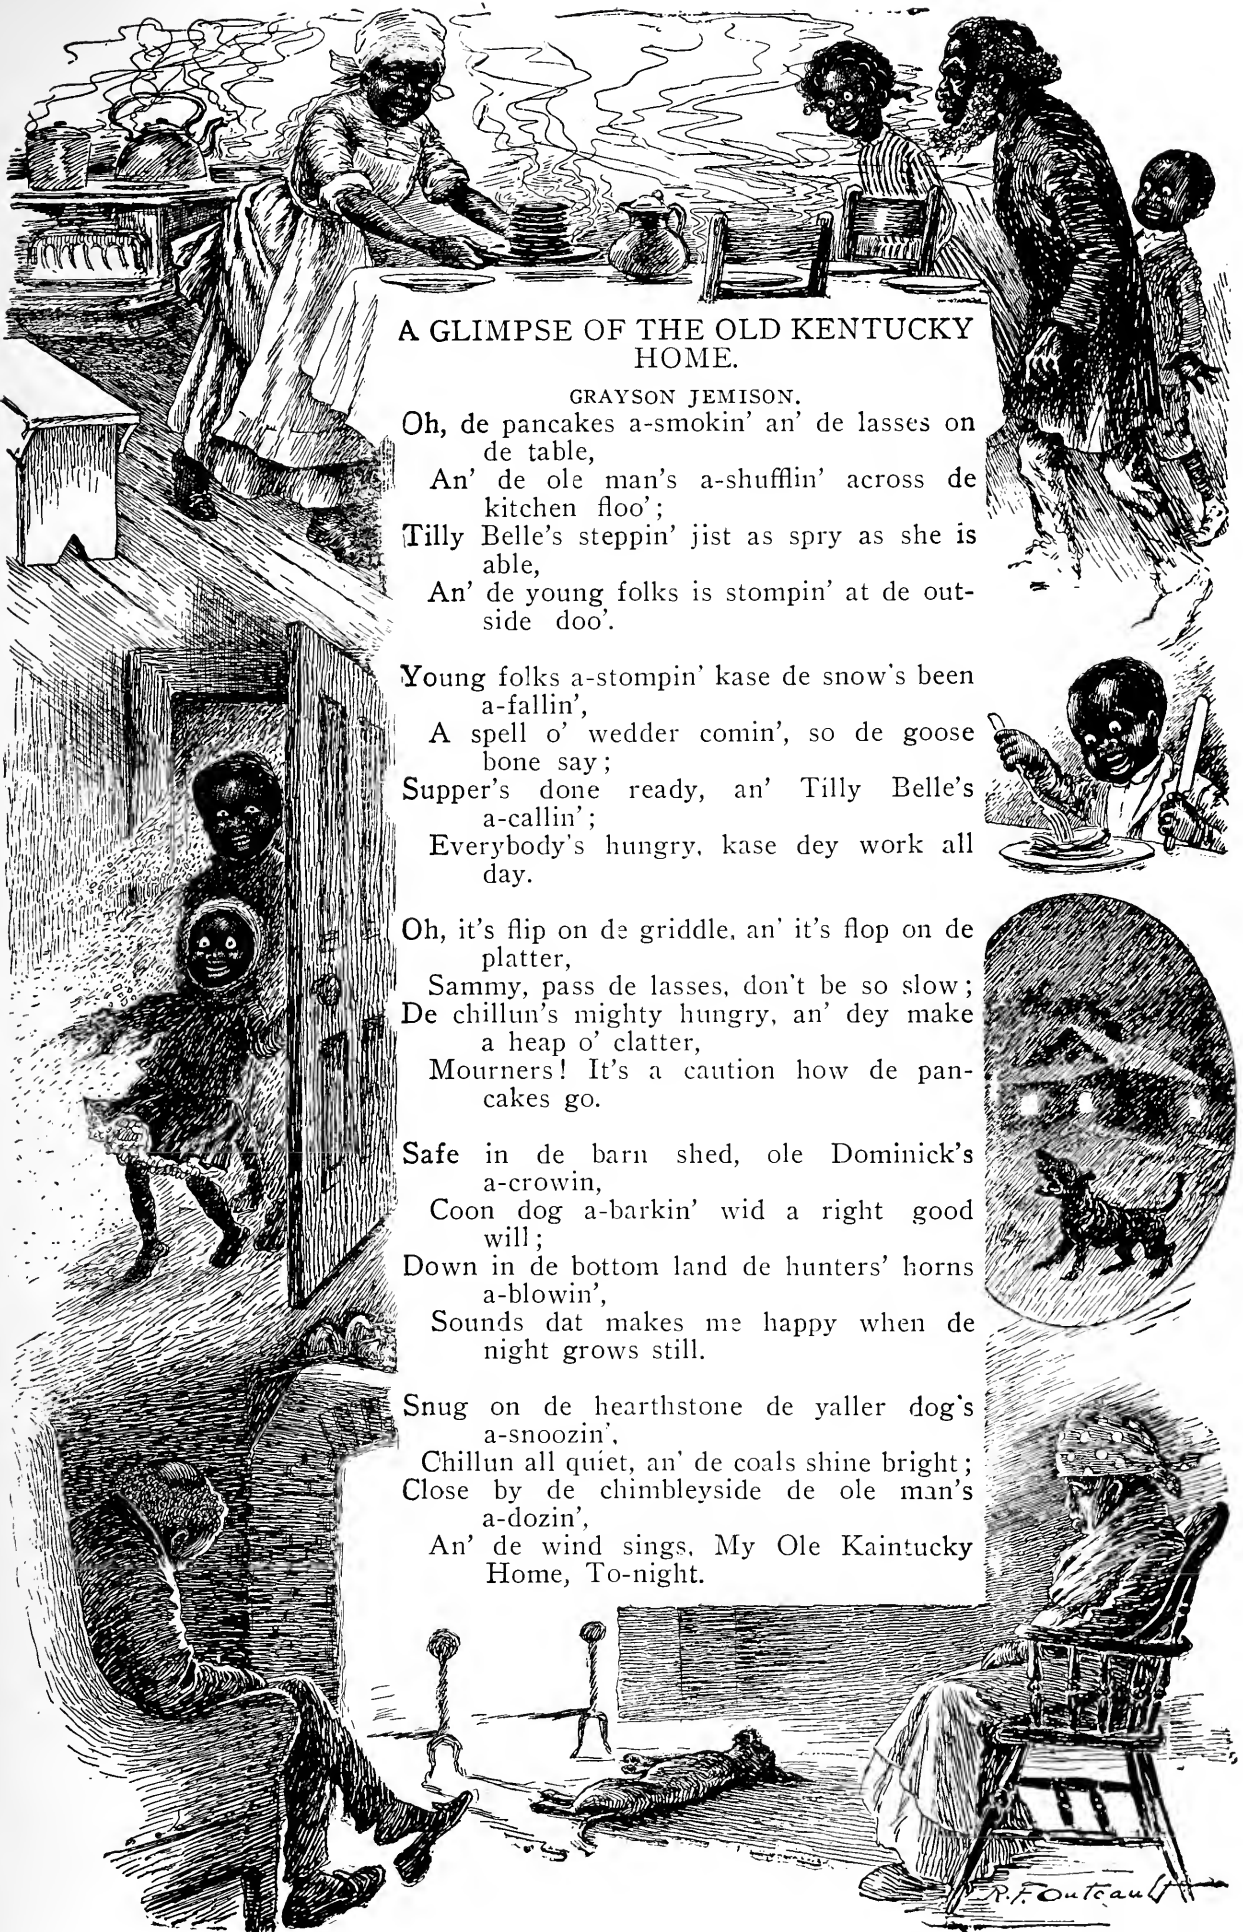 A GLIMPSE OF THE OLD KENTUCKY
HOME.
GRAYSON JEMISON.
Oh, de pancakes a-smokin' an' de lasses on
de table,
An' de ole man's a-shufflin' across de
kitchen floo';
Tilly Belle's steppin' jist as spry as she is
able,
An' de young folks is stompin' at de out-
side doo'.
Young folks a-stompin' kase de snow's been
a-fallin',
A spell o' wedder comin', so de goose
bone say;
Supper's done ready, an' Tilly Belle's
a-callin';
Everybody's hungry, kase dey work all
day.
Oh, it's flip on de griddle, an' it's flop on de
platter,
Sammy, pass de lasses, don't be so slow;
De chillun's mighty hungry, an' dey make
a heap o' clatter,
Mourners! It's a caution how de pan-
cakes go.
Safe in de barn shed, ole Dominick's
a-crowin,
Coon dog a-barkin' wid a right good
will;
Down in de bottom land de hunters' horns
a-blowin',
Sounds dat makes me happy when de
night grows still.
Snug on de hearthstone de yaller dog's
a-snoozin',
Chillun all quiet, an' de coals shine bright;
Close by de chimbleyside de ole man's
a-dozin',
An' de wind sings, My Ole Kaintucky
Home, To-night.
R.F. Outcault